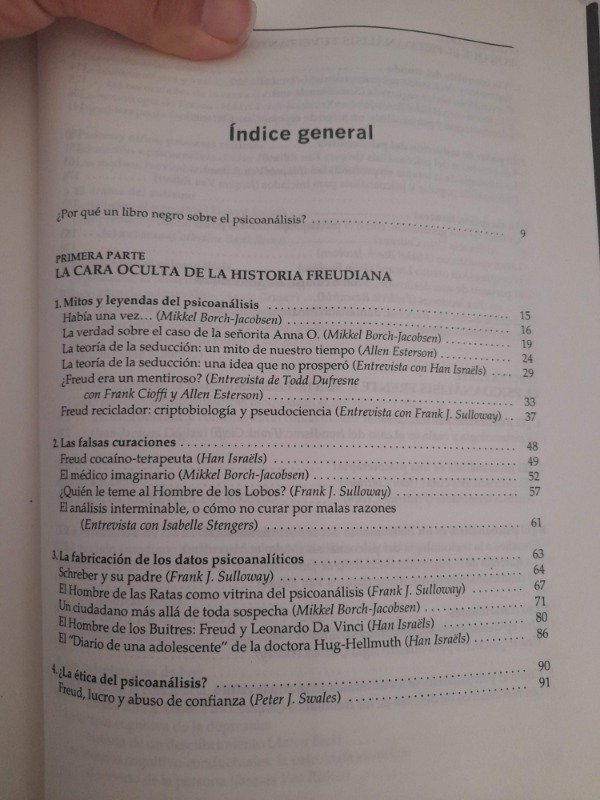 Índice general
¿Por qué un libro negro sobre el psicoanálisis? .............................. 9
PRIMERA PARTE
LA CARA OCULTA DE LA HISTORIA FREUDIANA
1. Mitos y leyendas del psicoanálisis .............................. 15
Había una vez… (Mikkel Borch-Jacobsen) .............................. 16
La verdad sobre el caso de la señorita Anna O. (Mikkel Borch-Jacobsen) .......... 19
La teoría de la seducción: un mito de nuestro tiempo (Allen Esterson) .......... 24
La teoría de la seducción: una idea que no prosperó (Entrevista con Han Israëls) .... 29
¿Freud era un mentiroso? (Entrevista de Todd Dufresne
con Frank Cioffi y Allen Esterson) .............................. 33
Freud reciclador: criptobiología y pseudociencia (Entrevista con Frank J. Sulloway) .. 37
2. Las falsas curaciones .............................. 48
Freud cocaíno-terapeuta (Han Israëls) .............................. 49
El médico imaginario (Mikkel Borch-Jacobsen) .............................. 52
¿Quién le teme al Hombre de los Lobos? (Frank J. Sulloway) .................... 57
El análisis interminable, o cómo no curar por malas razones
(Entrevista con Isabelle Stengers) .............................. 61
3. La fabricación de los datos psicoanalíticos .............................. 63
Schreber y su padre (Frank J. Sulloway) .............................. 64
El Hombre de las Ratas como vitrina del psicoanálisis (Frank J. Sulloway) .......... 67
Un ciudadano más allá de toda sospecha (Mikkel Borch-Jacobsen) .................... 71
El Hombre de los Buitres: Freud y Leonardo Da Vinci (Han Israëls) .................... 80
El "Diario de una adolescente" de la doctora Hug-Hellmuth (Han Israëls) .......... 86
4. ¿La ética del psicoanálisis? .............................. 90
Freud, lucro y abuso de confianza (Peter J. Swales) .............................. 91